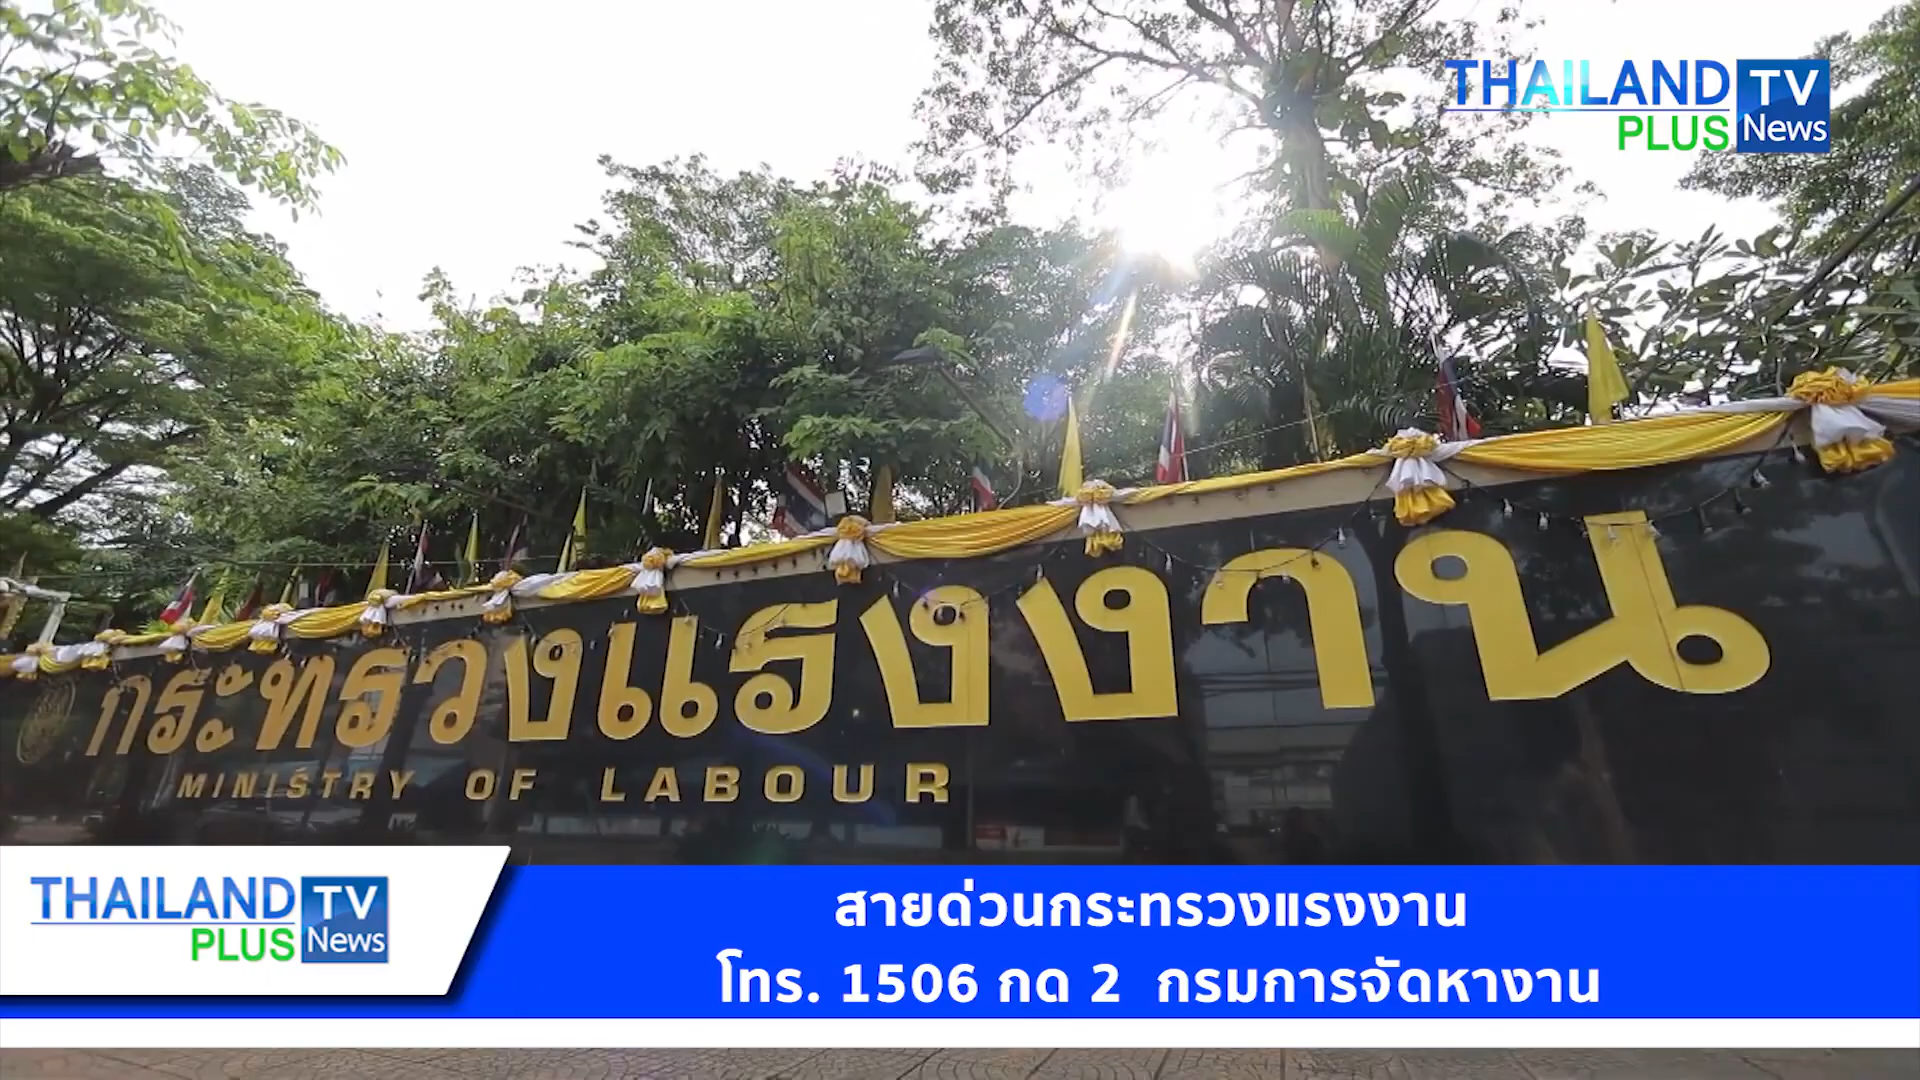 THAILAND TV
PLUS News
กระทรวงแรงงาน
MINISTRY OF LABOUR
THAILAND TV
PLUS News
สายด่วนกระทรวงแรงงาน
โทร. 1506 กด 2 กรมการจัดหางาน